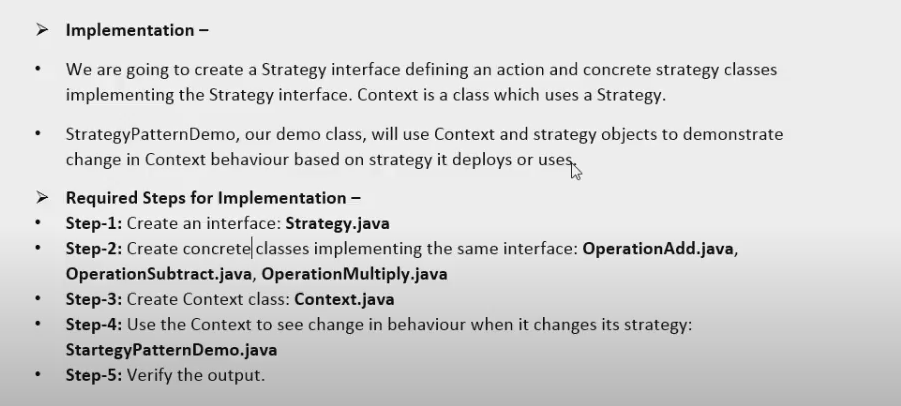 ➢ Implementation –
• We are going to create a Strategy interface defining an action and concrete strategy classes
implementing the Strategy interface. Context is a class which uses a Strategy.
• StrategyPatternDemo, our demo class, will use Context and strategy objects to demonstrate
change in Context behaviour based on strategy it deploys or uses.
➢ Required Steps for Implementation –
• Step-1: Create an interface: Strategy.java
• Step-2: Create concrete classes implementing the same interface: OperationAdd.java,
OperationSubtract.java, OperationMultiply.java
• Step-3: Create Context class: Context.java
• Step-4: Use the Context to see change in behaviour when it changes its strategy:
StartegyPatternDemo.java
• Step-5: Verify the output.